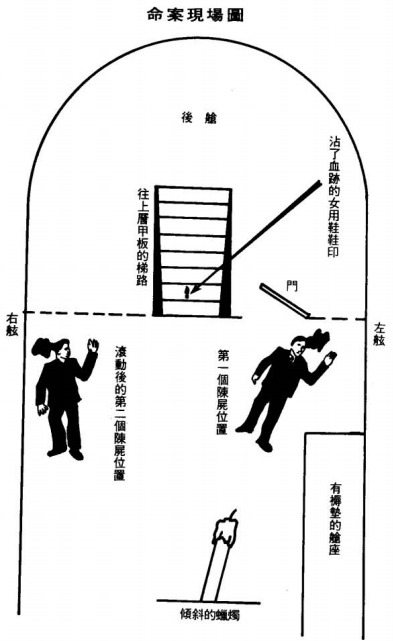 命案現場圖
後艙
沾了血跡的女用鞋鞋印
往上層甲板的梯路
門
右舷
左舷
滾動後的第二個陳屍位置
第一個陳屍位置
有褥墊的艙座
傾斜的蠟燭